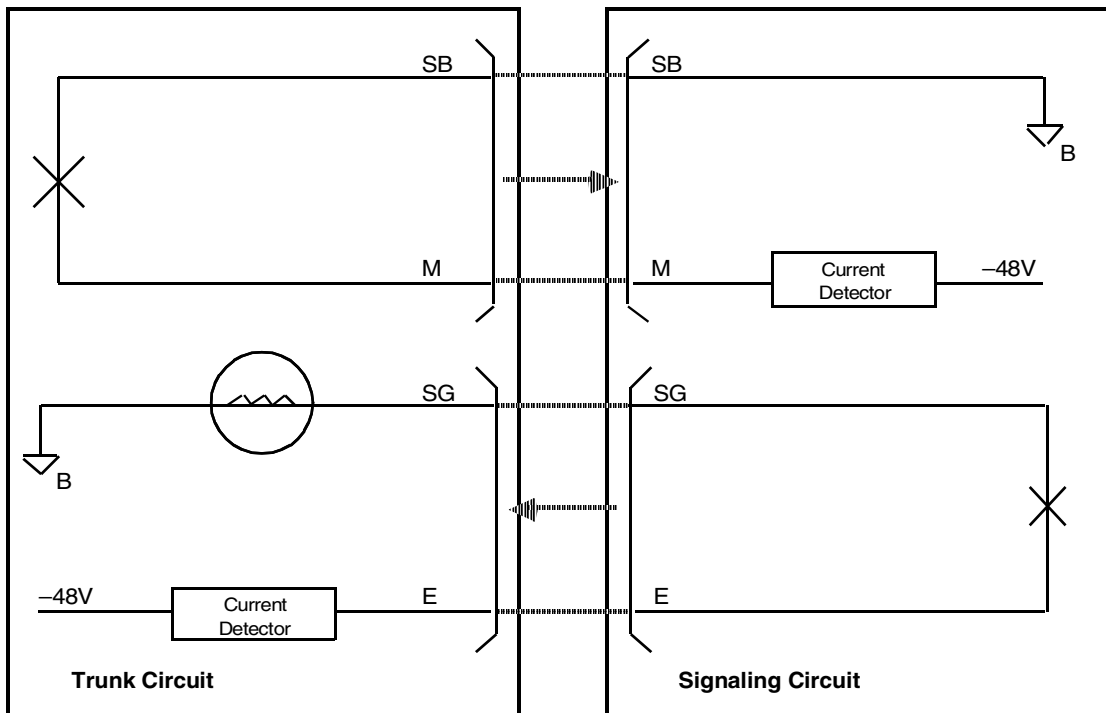 SB
SB
B
M
M
Current
Detector
–48V
SG
SG
B
–48V
Current
Detector
E
E
Trunk Circuit
Signaling Circuit